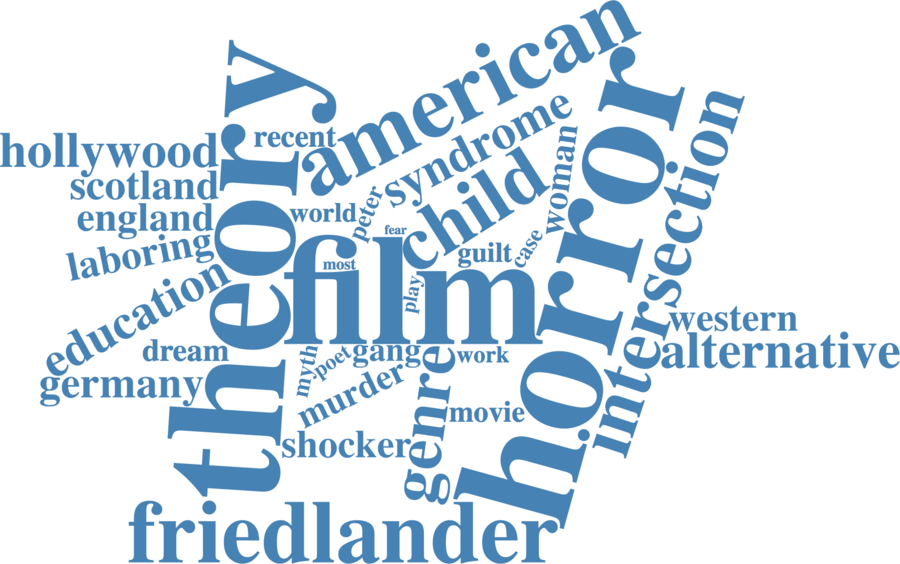 american
theory
horror
recent
syndrome
hollywood
intersection
woman
scotland
child
peter
world
england
fear
laboring
guilt
case
most
film
education
play
western
dream
myth
poet
gang
work
alternative
germany
murder
genre
movie
shocker
friedlander